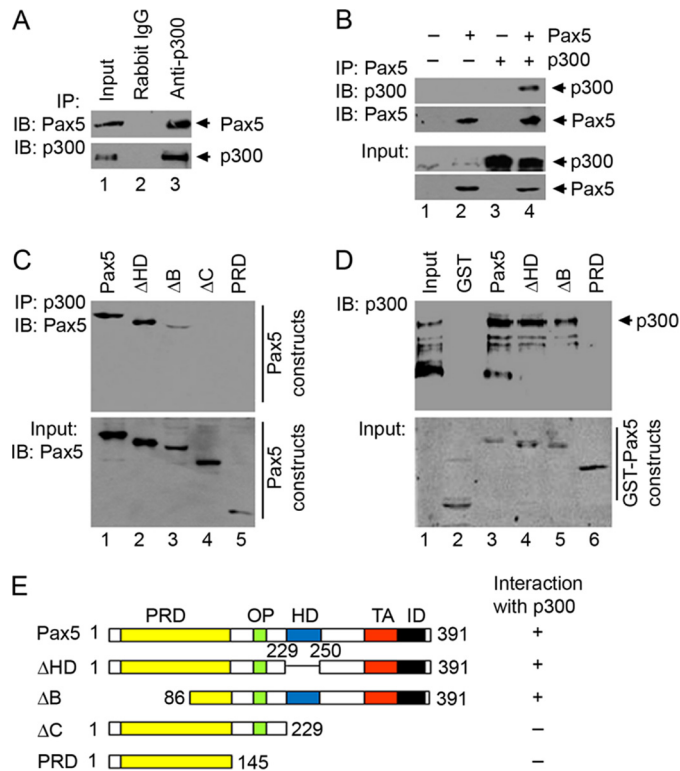 A
IP:
Input
Rabbit IgG
Anti-p300
IB: Pax5
Pax5
IB: p300
p300
1 2 3
B
– + – + Pax5
– – + + p300
IP: Pax5
IB: p300
p300
IB: Pax5
Pax5
Input:
p300
Pax5
1 2 3 4
C
Pax5
ΔHD
ΔB
ΔC
PRD
IP: p300
IB: Pax5
Pax5
constructs
Input:
IB: Pax5
Pax5
constructs
1 2 3 4 5
D
Input
GST
Pax5
ΔHD
ΔB
PRD
IB: p300
p300
Input:
GST-Pax5
constructs
1 2 3 4 5 6
E
Interaction
with p300
PRD OP HD TA ID
Pax5 1 391 +
229 250
ΔHD 1 391 +
ΔB 86 391 +
ΔC 1 229 –
PRD 1 145 –